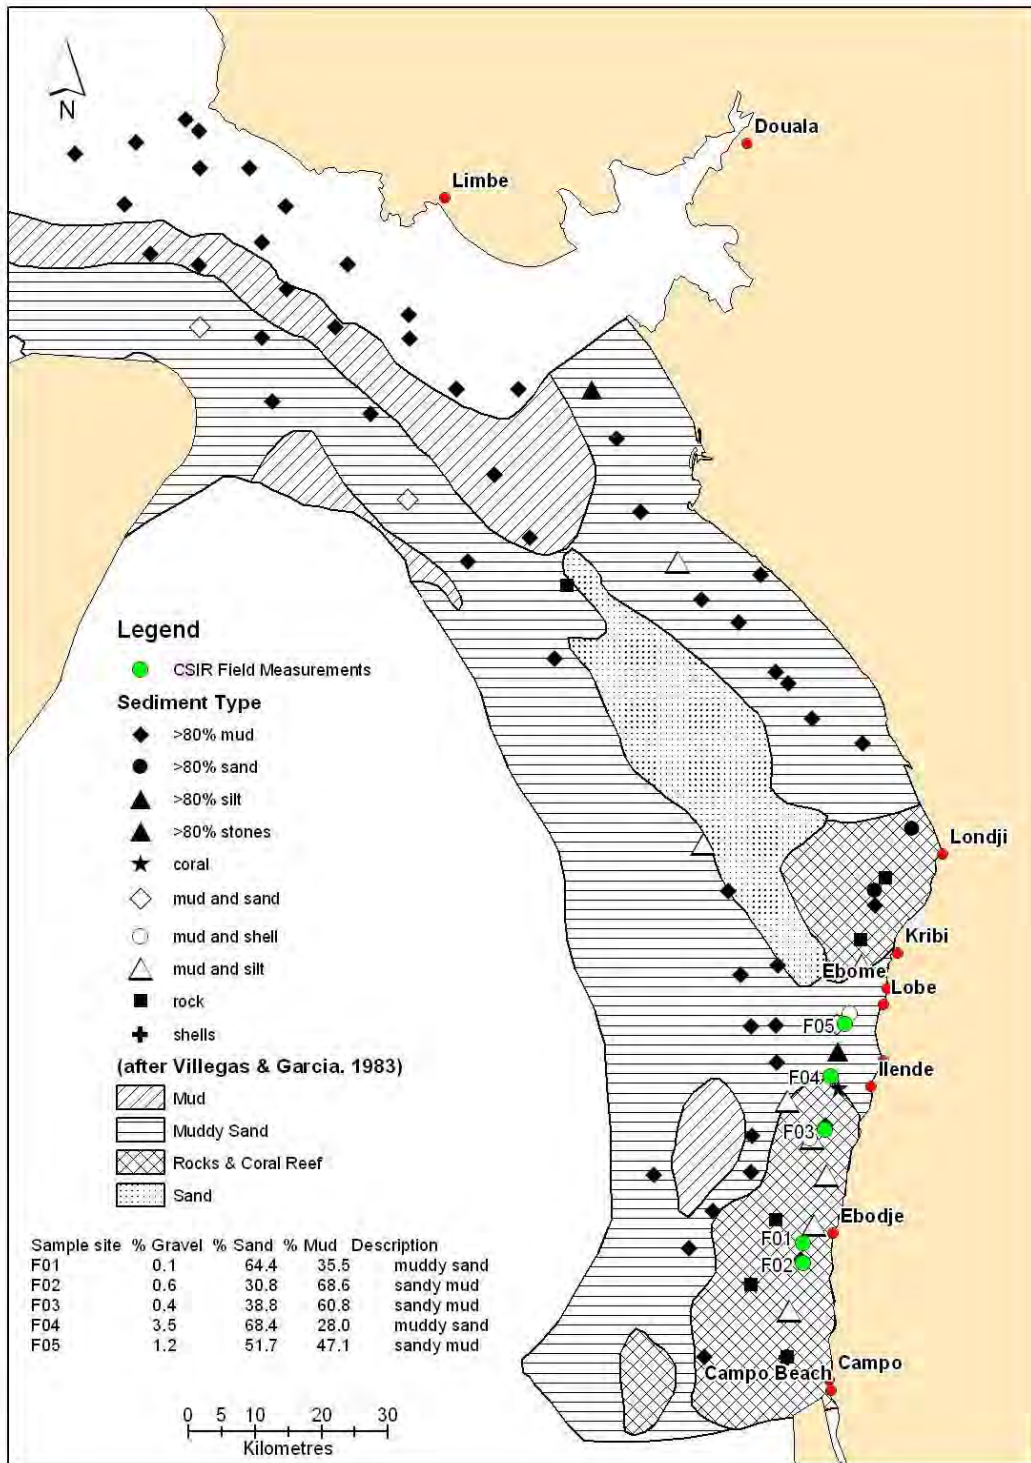 N
Douala
Limbe
Legend
CSIR Field Measurements
Sediment Type
>80% mud
>80% sand
>80% silt
>80% stones
coral
mud and sand
mud and shell
mud and silt
rock
shells
(after Villegas & Garcia. 1983)
Mud
Muddy Sand
Rocks & Coral Reef
Sand
Londji
Kribi
Ebome
Lobe
F05
F04
Ilende
F03
Ebodje
F01
F02
Campo
Campo Beach
Sample site % Gravel % Sand % Mud Description
F01 0.1 64.4 35.5 muddy sand
F02 0.6 30.8 68.6 sandy mud
F03 0.4 38.8 60.8 sandy mud
F04 3.5 68.4 28.0 muddy sand
F05 1.2 51.7 47.1 sandy mud
0 5 10 20 30
Kilometres